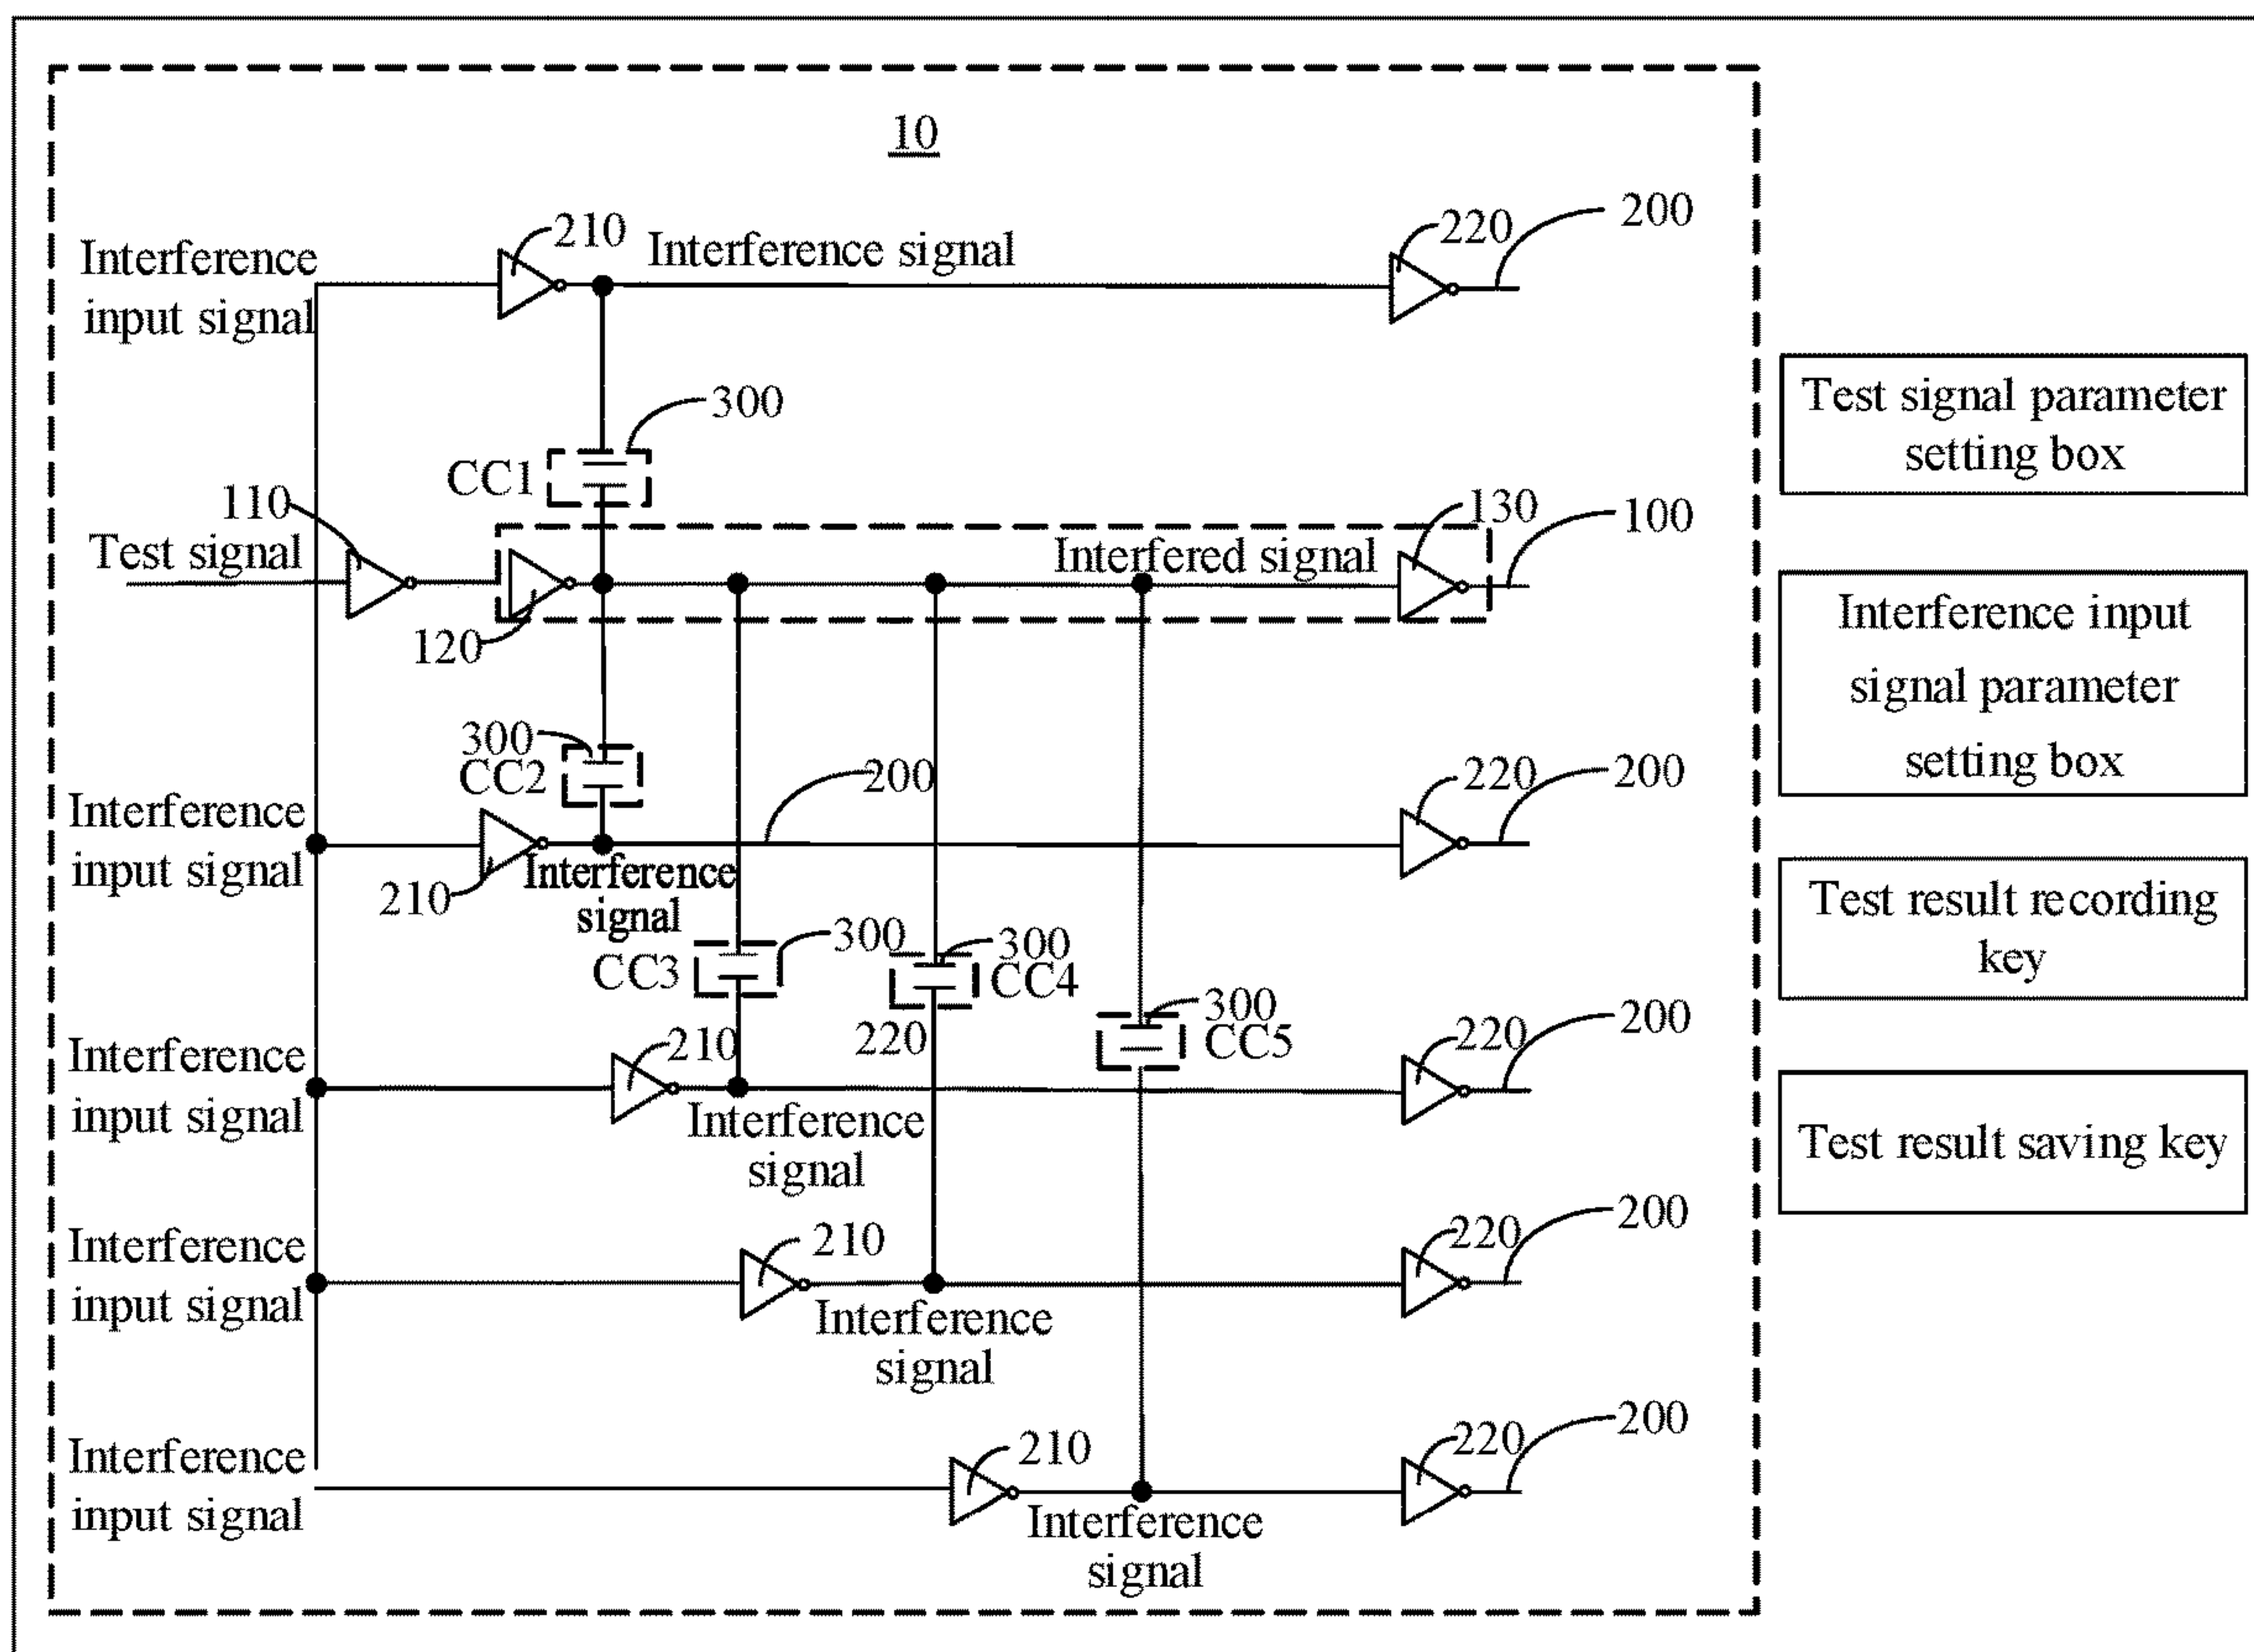 10
210
Interference signal
220
200
Interference
input signal
300
CC1
110
Test signal
Interfered signal
130
100
120
300
CC2
200
220
200
Interference
input signal
210
Interference
signal
300
CC3
300
CC4
220
300
CC5
Interference
input signal
210
Interference
signal
220
200
Interference
input signal
210
Interference
signal
220
200
Interference
input signal
210
Interference
signal
220
200
Test signal parameter
setting box
Interference input
signal parameter
setting box
Test result recording
key
Test result saving key